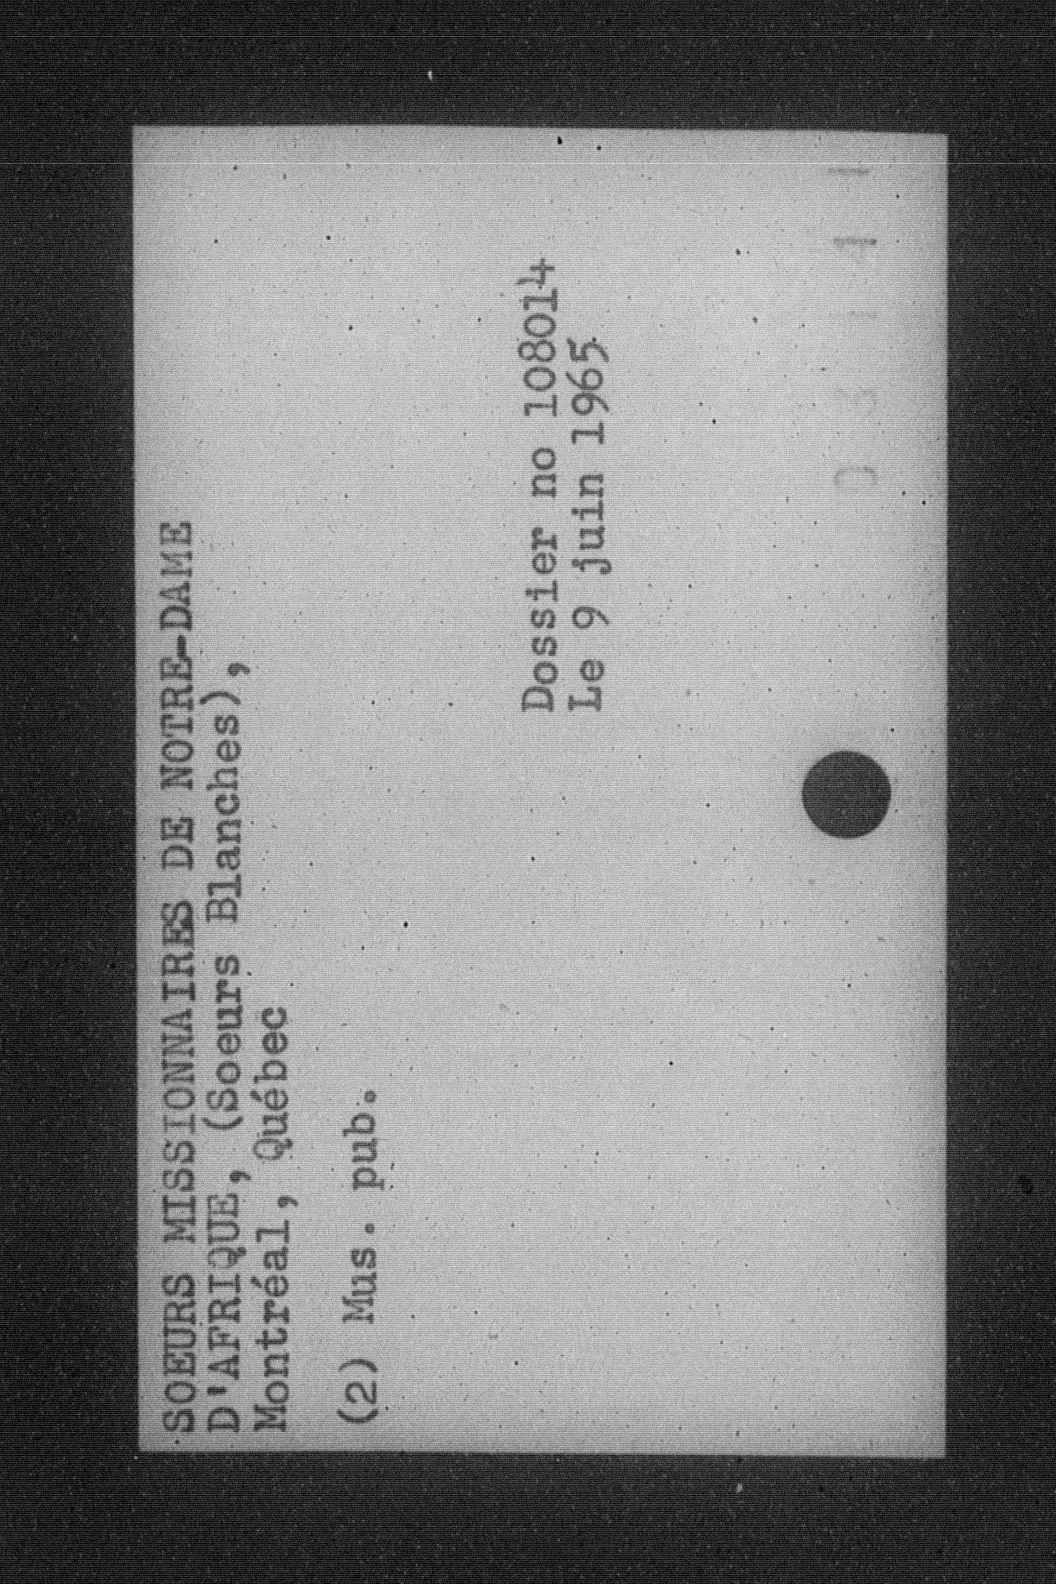 SOEURS MISSIONNAIRES DE NOTRE-DAME
D'AFRIQUE, (Soeurs Blanches),
Montréal, Québec
(2) Mus. pub.
Dossier no 108014
Le 9 juin 1965